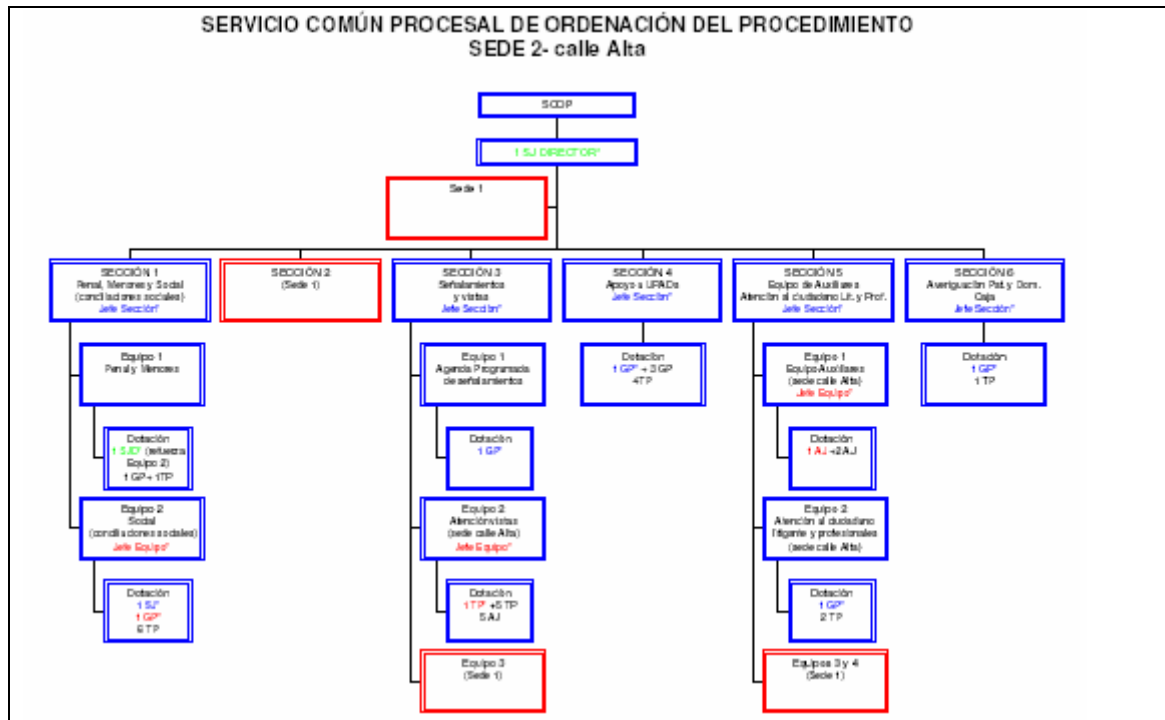 SERVICIO COMÚN PROCESAL DE ORDENACIÓN DEL PROCEDIMIENTO
SEDE 2- calle Alta
SCOP
1 SJ DIRECTOR*
Sede 1
SECCIÓN 1
Penal, Menores y Social
(conciliaciones sociales)
Jefe Sección*
SECCIÓN 2
(Sede 1)
SECCIÓN 3
Señalamientos
y vistas
Jefe Sección*
SECCIÓN 4
Apoyo a UPADs
Jefe Sección*
SECCIÓN 5
Equipo de Auxiliares
Atención al ciudadano Lit. y Prof.
Jefe Sección*
SECCIÓN 6
Averiguación Pat. y Dom.
Caja
Jefe Sección*
Equipo 1
Penal y Menores
Equipo 1
Agenda Programada
de señalamientos
Dotación
1 GP* + 3 GP
4TP
Equipo 1
Equipo Auxiliares
(sede calle Alta)
Jefe Equipo*
Dotación
1 GP*
1 TP
Dotación
(refuerza
Equipo 2)
1 GP+ 1TP
Dotación
1 GP*
Dotación
1 AJ +2AJ
Equipo 2
Social
(conciliaciones sociales)
Jefe Equipo*
Equipo 2
Atención vistas
(sede calle Alta)
Jefe Equipo*
Equipo 2
Atención al ciudadano
litigante y profesionales
(sede calle Alta)
Dotación
1 SJ*
1 GP*
6 TP
Dotación
1 TP* +5 TP
5 AJ
Dotación
1 GP*
2 TP
Equipo 3
(Sede 1)
Equipos 3 y 4
(Sede 1)